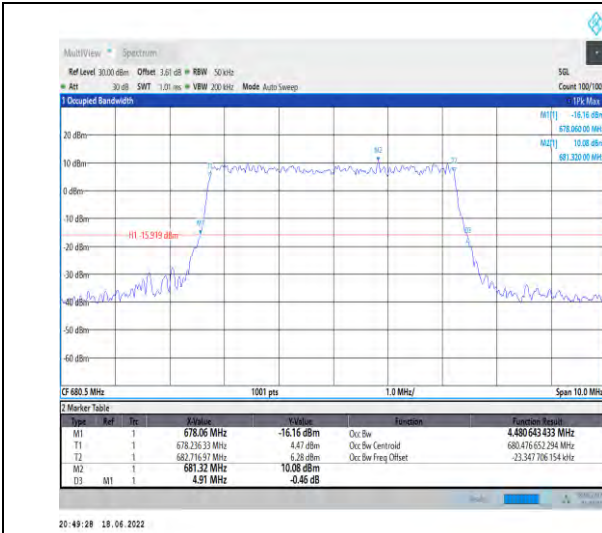 MultiView Spectrum
Ref Level 30.00 dBm Offset 3.61 dB RBW 50 kHz SGL
Att 30 dB SWT 1.01 ms VBW 200 kHz Mode Auto Sweep Count 100/100
1 Occupied Bandwidth 1Pk Max
M1[1] -16.16 dBm
678.060 00 MHz
M2[1] 10.08 dBm
681.320 00 MHz
20 dBm
10 dBm
0 dBm
-10 dBm
-20 dBm
-30 dBm
-40 dBm
-50 dBm
-60 dBm
M2
T1
T2
M1
D3
H1 -15.919 dBm
CF 680.5 MHz 1001 pts 1.0 MHz/ Span 10.0 MHz
2 Marker Table
Type Ref Trc X-Value Y-Value Function Function Result
M1 1 678.06 MHz -16.16 dBm Occ Bw 4.480 643 433 MHz
T1 1 678.236 33 MHz 4.47 dBm Occ Bw Centroid 680.476 652 294 MHz
T2 1 682.716 97 MHz 6.28 dBm Occ Bw Freq Offset -23.347 706 154 kHz
M2 1 681.32 MHz 10.08 dBm
D3 M1 1 4.91 MHz -0.46 dB
20:49:28 18.06.2022